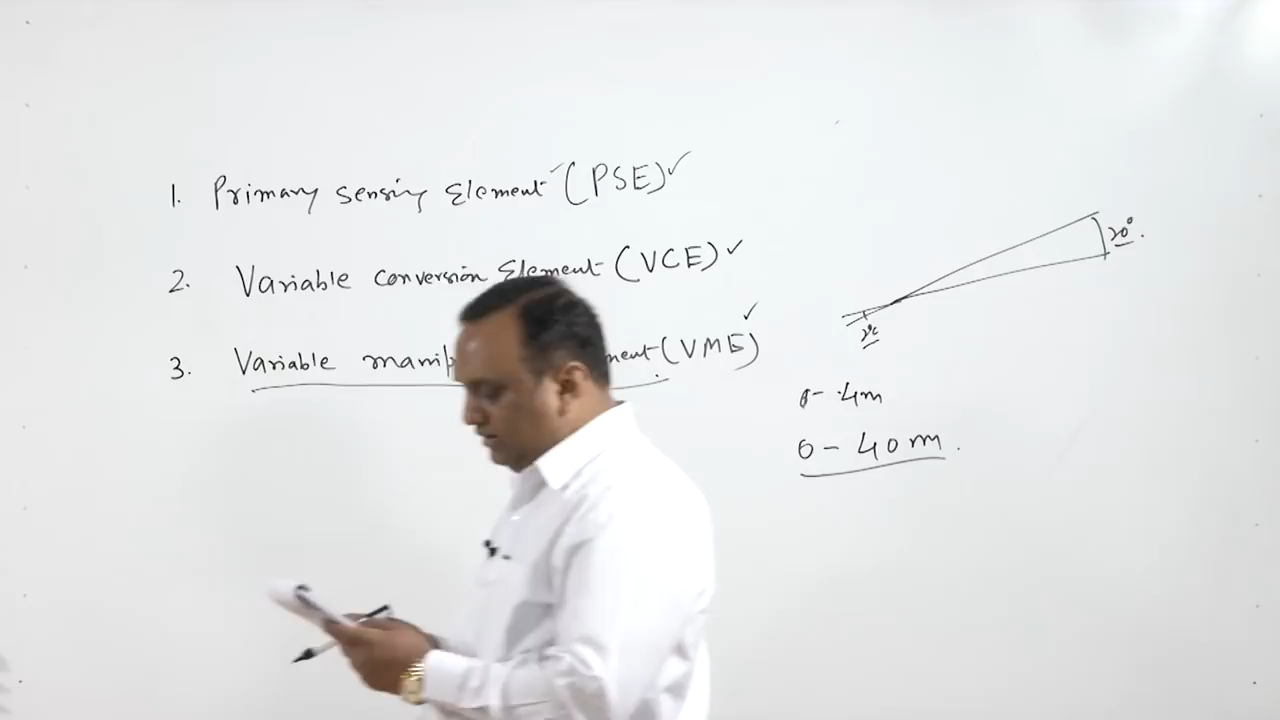 1. Primary Sensing Element (PSE)✓
2. Variable conversion Element (VCE)✓
3. Variable manip ment (VME)✓
20°.
2°c
0 - 4m
0 - 40m.